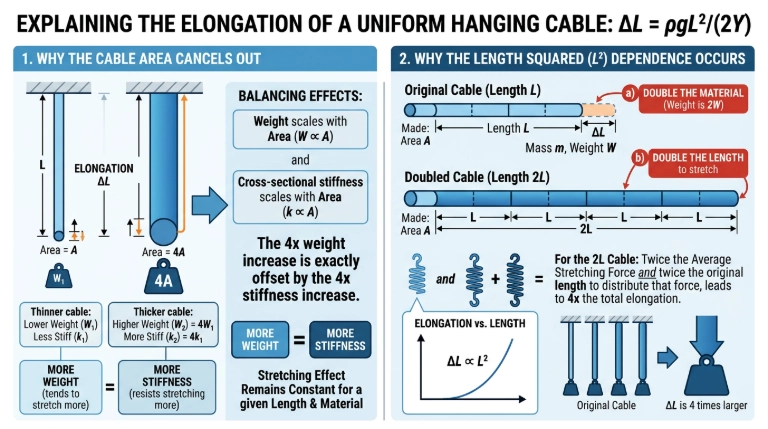 EXPLAINING THE ELONGATION OF A UNIFORM HANGING CABLE: ΔL = ρgL²/(2Y)
1. WHY THE CABLE AREA CANCELS OUT
L
ELONGATION
ΔL
Area = A
Area = 4A
W₁
4A
Thinner cable:
Lower Weight (W₁)
Less Stiff (k₁)
Thicker cable:
Higher Weight (W₂) = 4W₁
More Stiff (k₂) = 4k₁
MORE
WEIGHT
(tends to
stretch more)
=
MORE
STIFFNESS
(resists stretching
more)
BALANCING EFFECTS:
Weight scales with
Area (W ∝ A)
and
Cross-sectional stiffness
scales with Area
(k ∝ A)
The 4x weight
increase is exactly
offset by the 4x
stiffness increase.
MORE
WEIGHT
=
MORE
STIFFNESS
Stretching Effect
Remains Constant for a
given Length & Material
2. WHY THE LENGTH SQUARED (L²) DEPENDENCE OCCURS
Original Cable (Length L)
a) DOUBLE THE MATERIAL
(Weight is 2W)
Made:
Area A
Length L
ΔL
Mass m, Weight W
b) DOUBLE THE LENGTH
to stretch
Doubled Cable (Length 2L)
Made:
Area A
L
L
L
L
2L
and
+
=
For the 2L Cable: Twice the Average
Stretching Force and twice the original
length to distribute that force, leads
to 4x the total elongation.
ELONGATION vs. LENGTH
ΔL ∝ L²
Original Cable
ΔL is 4 times larger